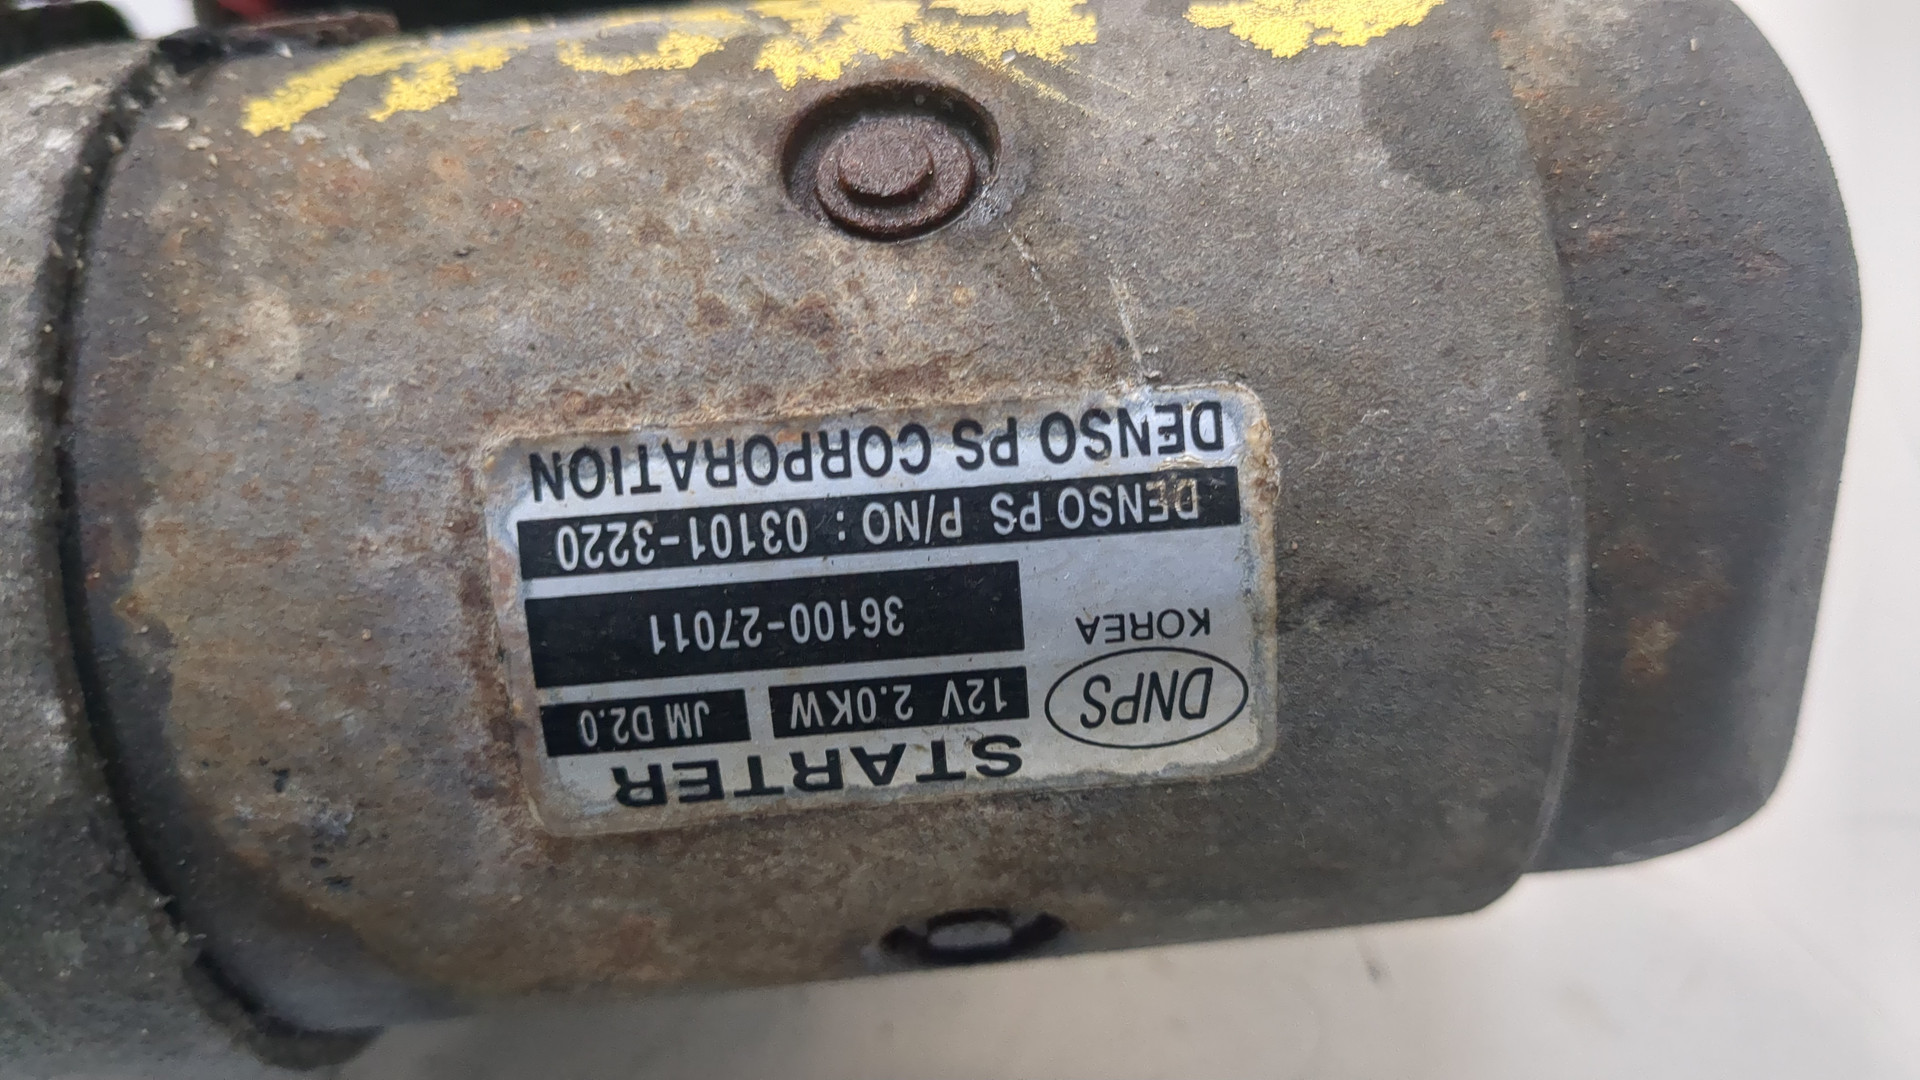 STARTER
DNPS 12V 2.0KW JM D2.0
KOREA 36100-27011
DENSO PS P/NO : 03101-3220
DENSO PS CORPORATION